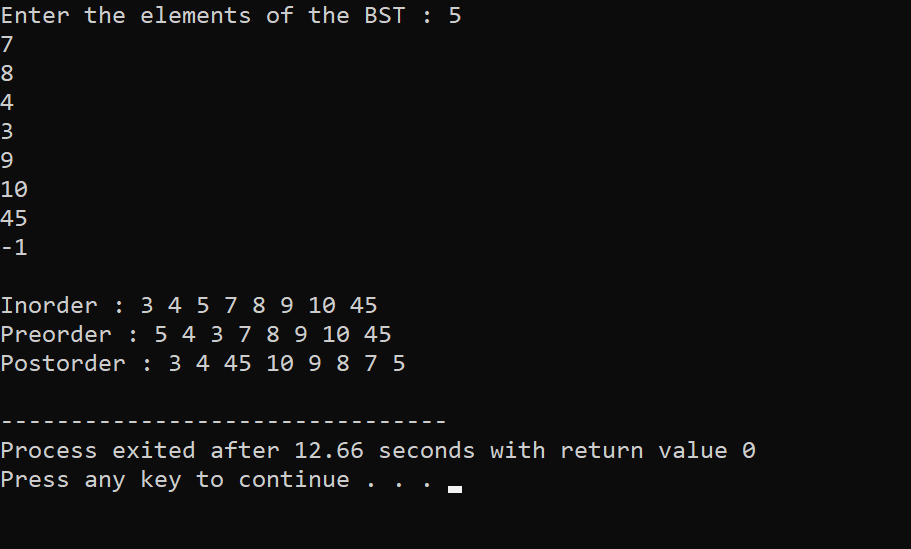 Enter the elements of the BST : 5
7
8
4
3
9
10
45
-1
Inorder : 3 4 5 7 8 9 10 45
Preorder : 5 4 3 7 8 9 10 45
Postorder : 3 4 45 10 9 8 7 5
--------------------------------
Process exited after 12.66 seconds with return value 0
Press any key to continue . . .